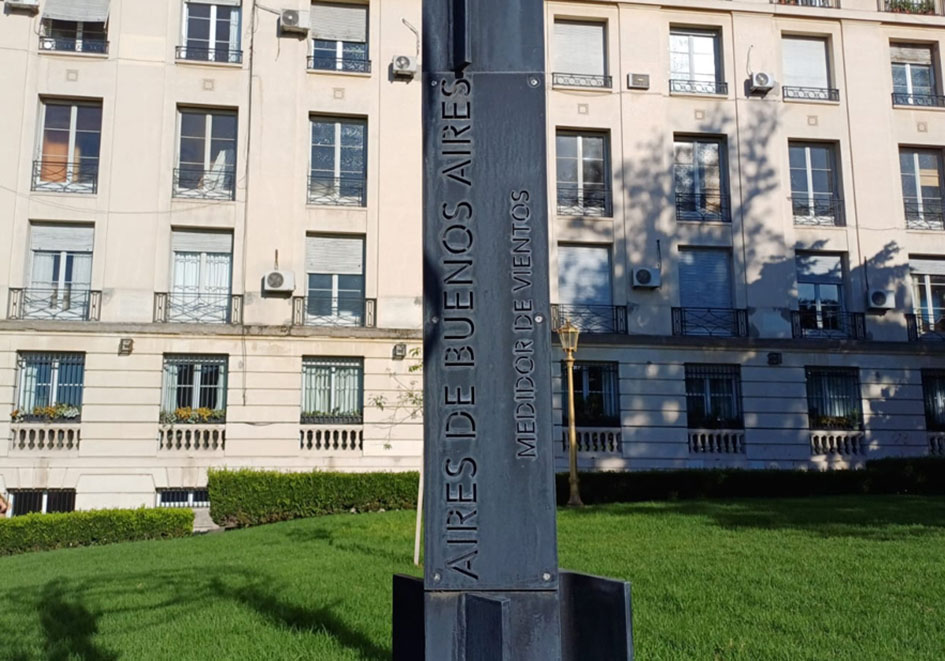 AIRES DE BUENOS AIRES
MEDIDOR DE VIENTOS